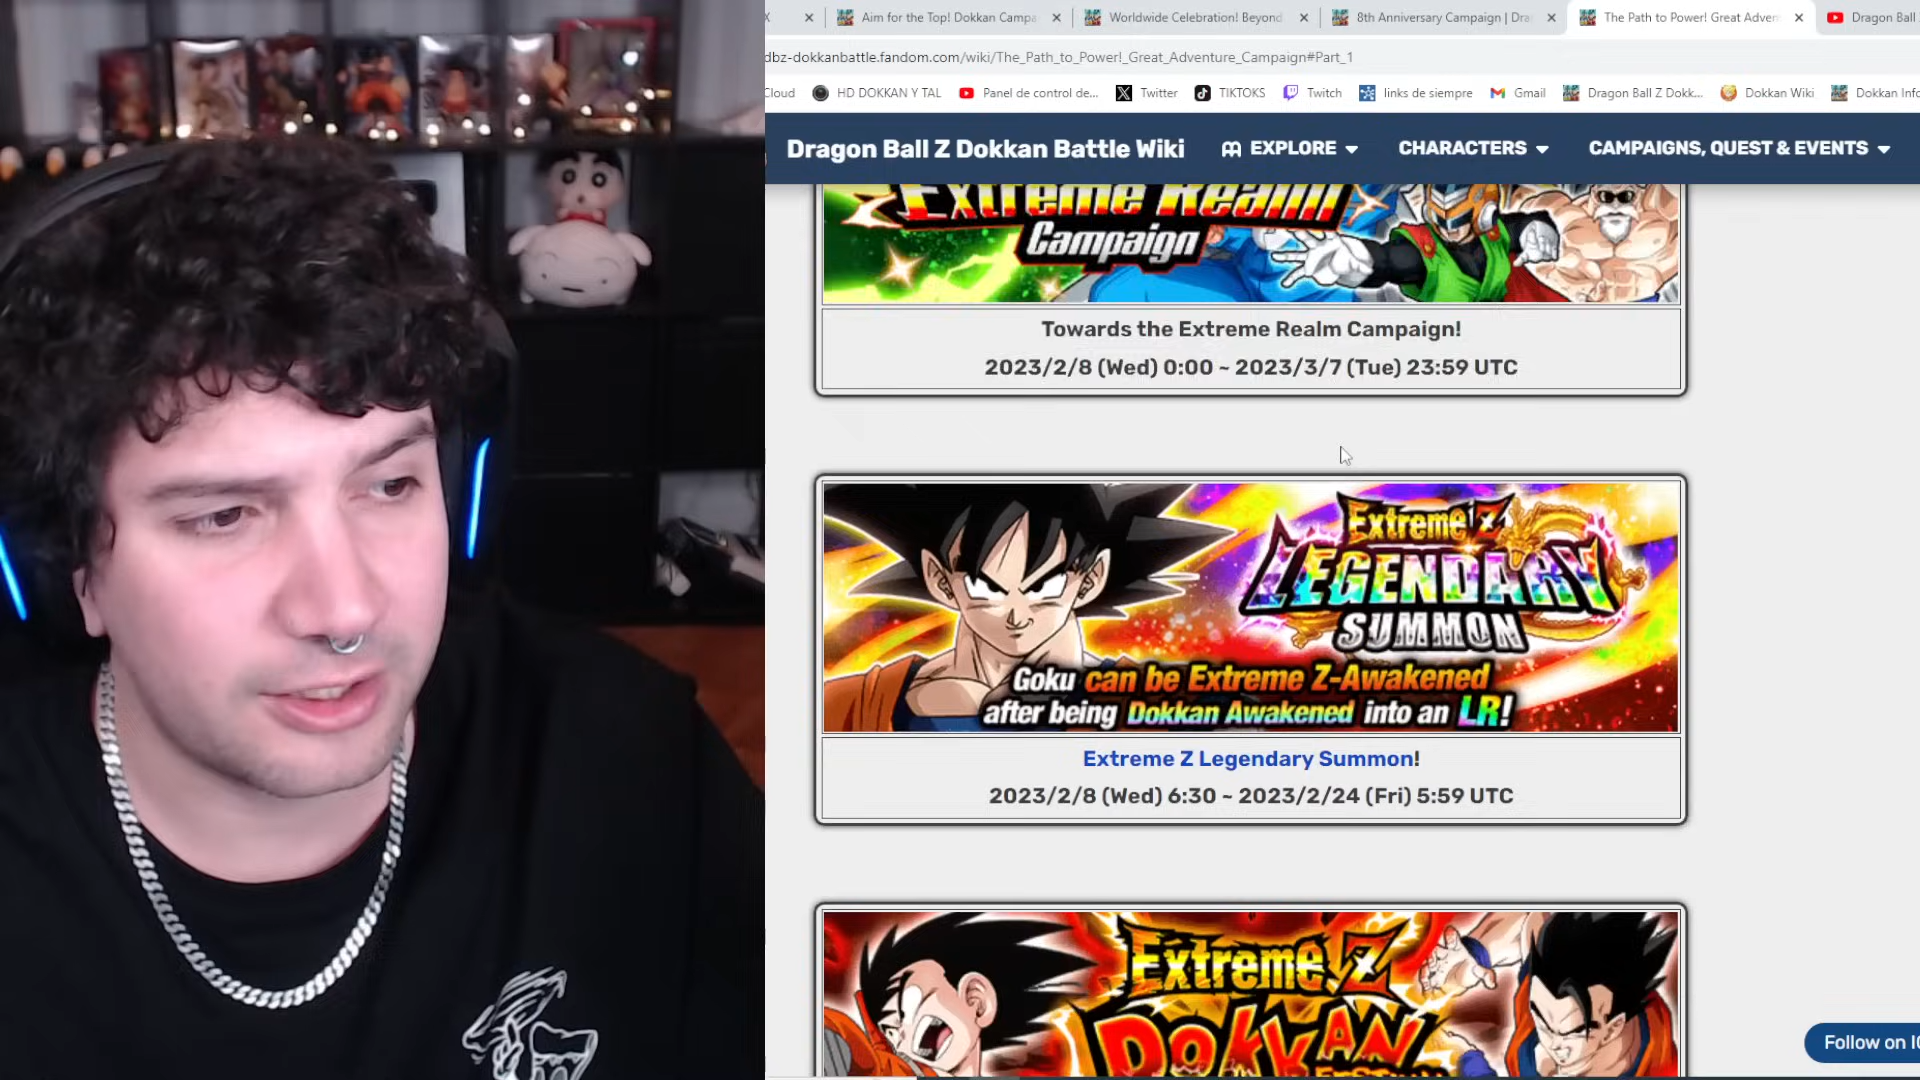 Aim for the Top! Dokkan Campa
Worldwide Celebration! Beyond
8th Anniversary Campaign | Dra
The Path to Power! Great Adven
Dragon Ball
dbz-dokkanbattle.fandom.com/wiki/The_Path_to_Power!_Great_Adventure_Campaign#Part_1
Cloud
HD DOKKAN Y TAL
Panel de control de...
Twitter
TIKTOKS
Twitch
links de siempre
Gmail
Dragon Ball Z Dokk...
Dokkan Wiki
Dokkan Info
Dragon Ball Z Dokkan Battle Wiki
EXPLORE
CHARACTERS
CAMPAIGNS, QUEST & EVENTS
Extreme Realm
Campaign
Towards the Extreme Realm Campaign!
2023/2/8 (Wed) 0:00 ~ 2023/3/7 (Tue) 23:59 UTC
Extreme Z
LEGENDARY
SUMMON
Goku can be Extreme Z-Awakened
after being Dokkan Awakened into an LR!
Extreme Z Legendary Summon!
2023/2/8 (Wed) 6:30 ~ 2023/2/24 (Fri) 5:59 UTC
Extreme Z
DOKKAN
Follow on